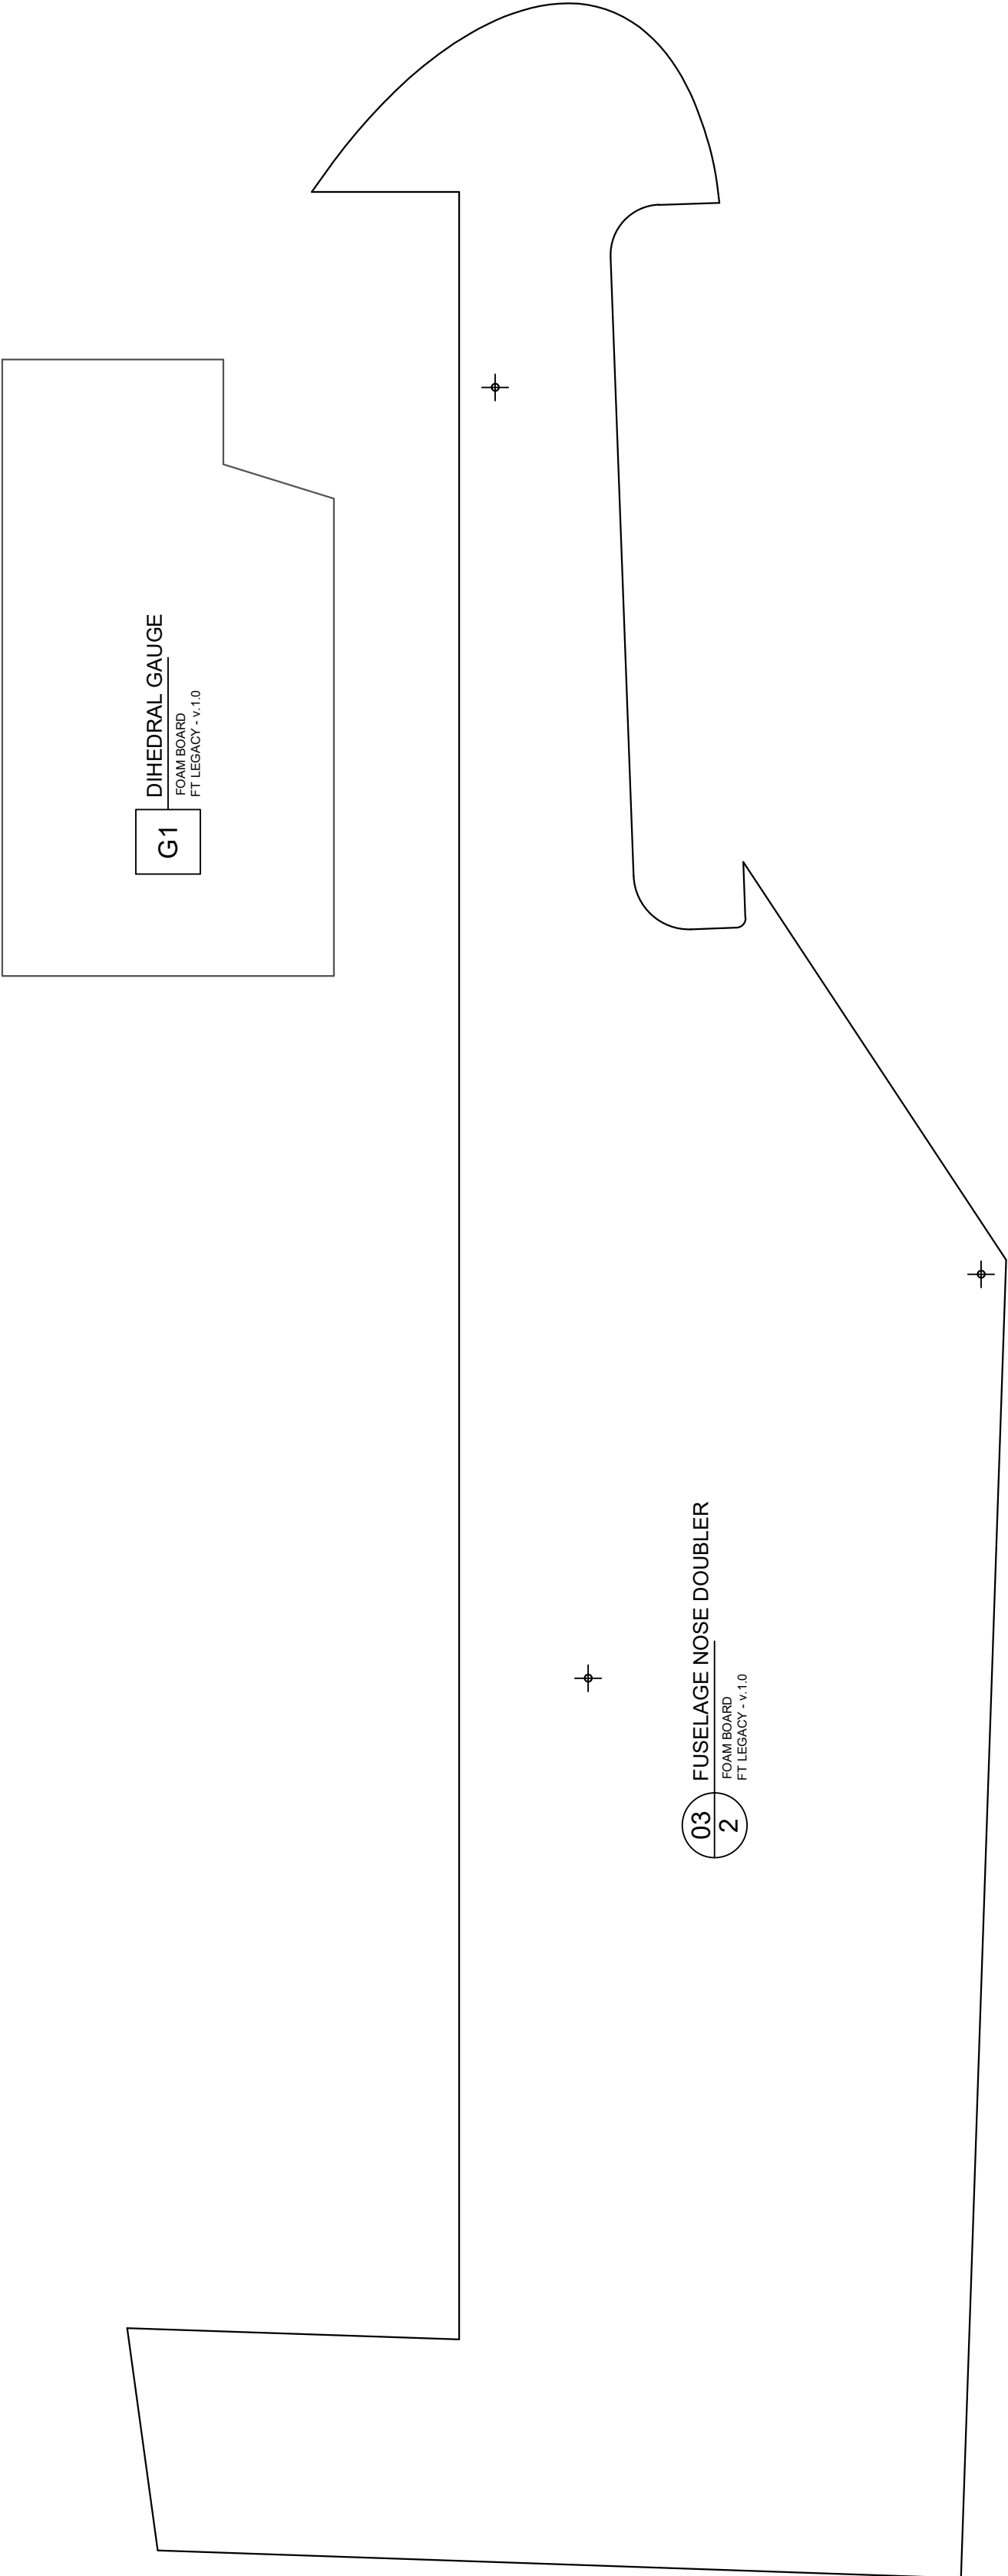 DIHEDRAL GAUGE
FOAM BOARD
FT LEGACY - v.1.0
G1
FUSELAGE NOSE DOUBLER
FOAM BOARD
FT LEGACY - v.1.0
03
2